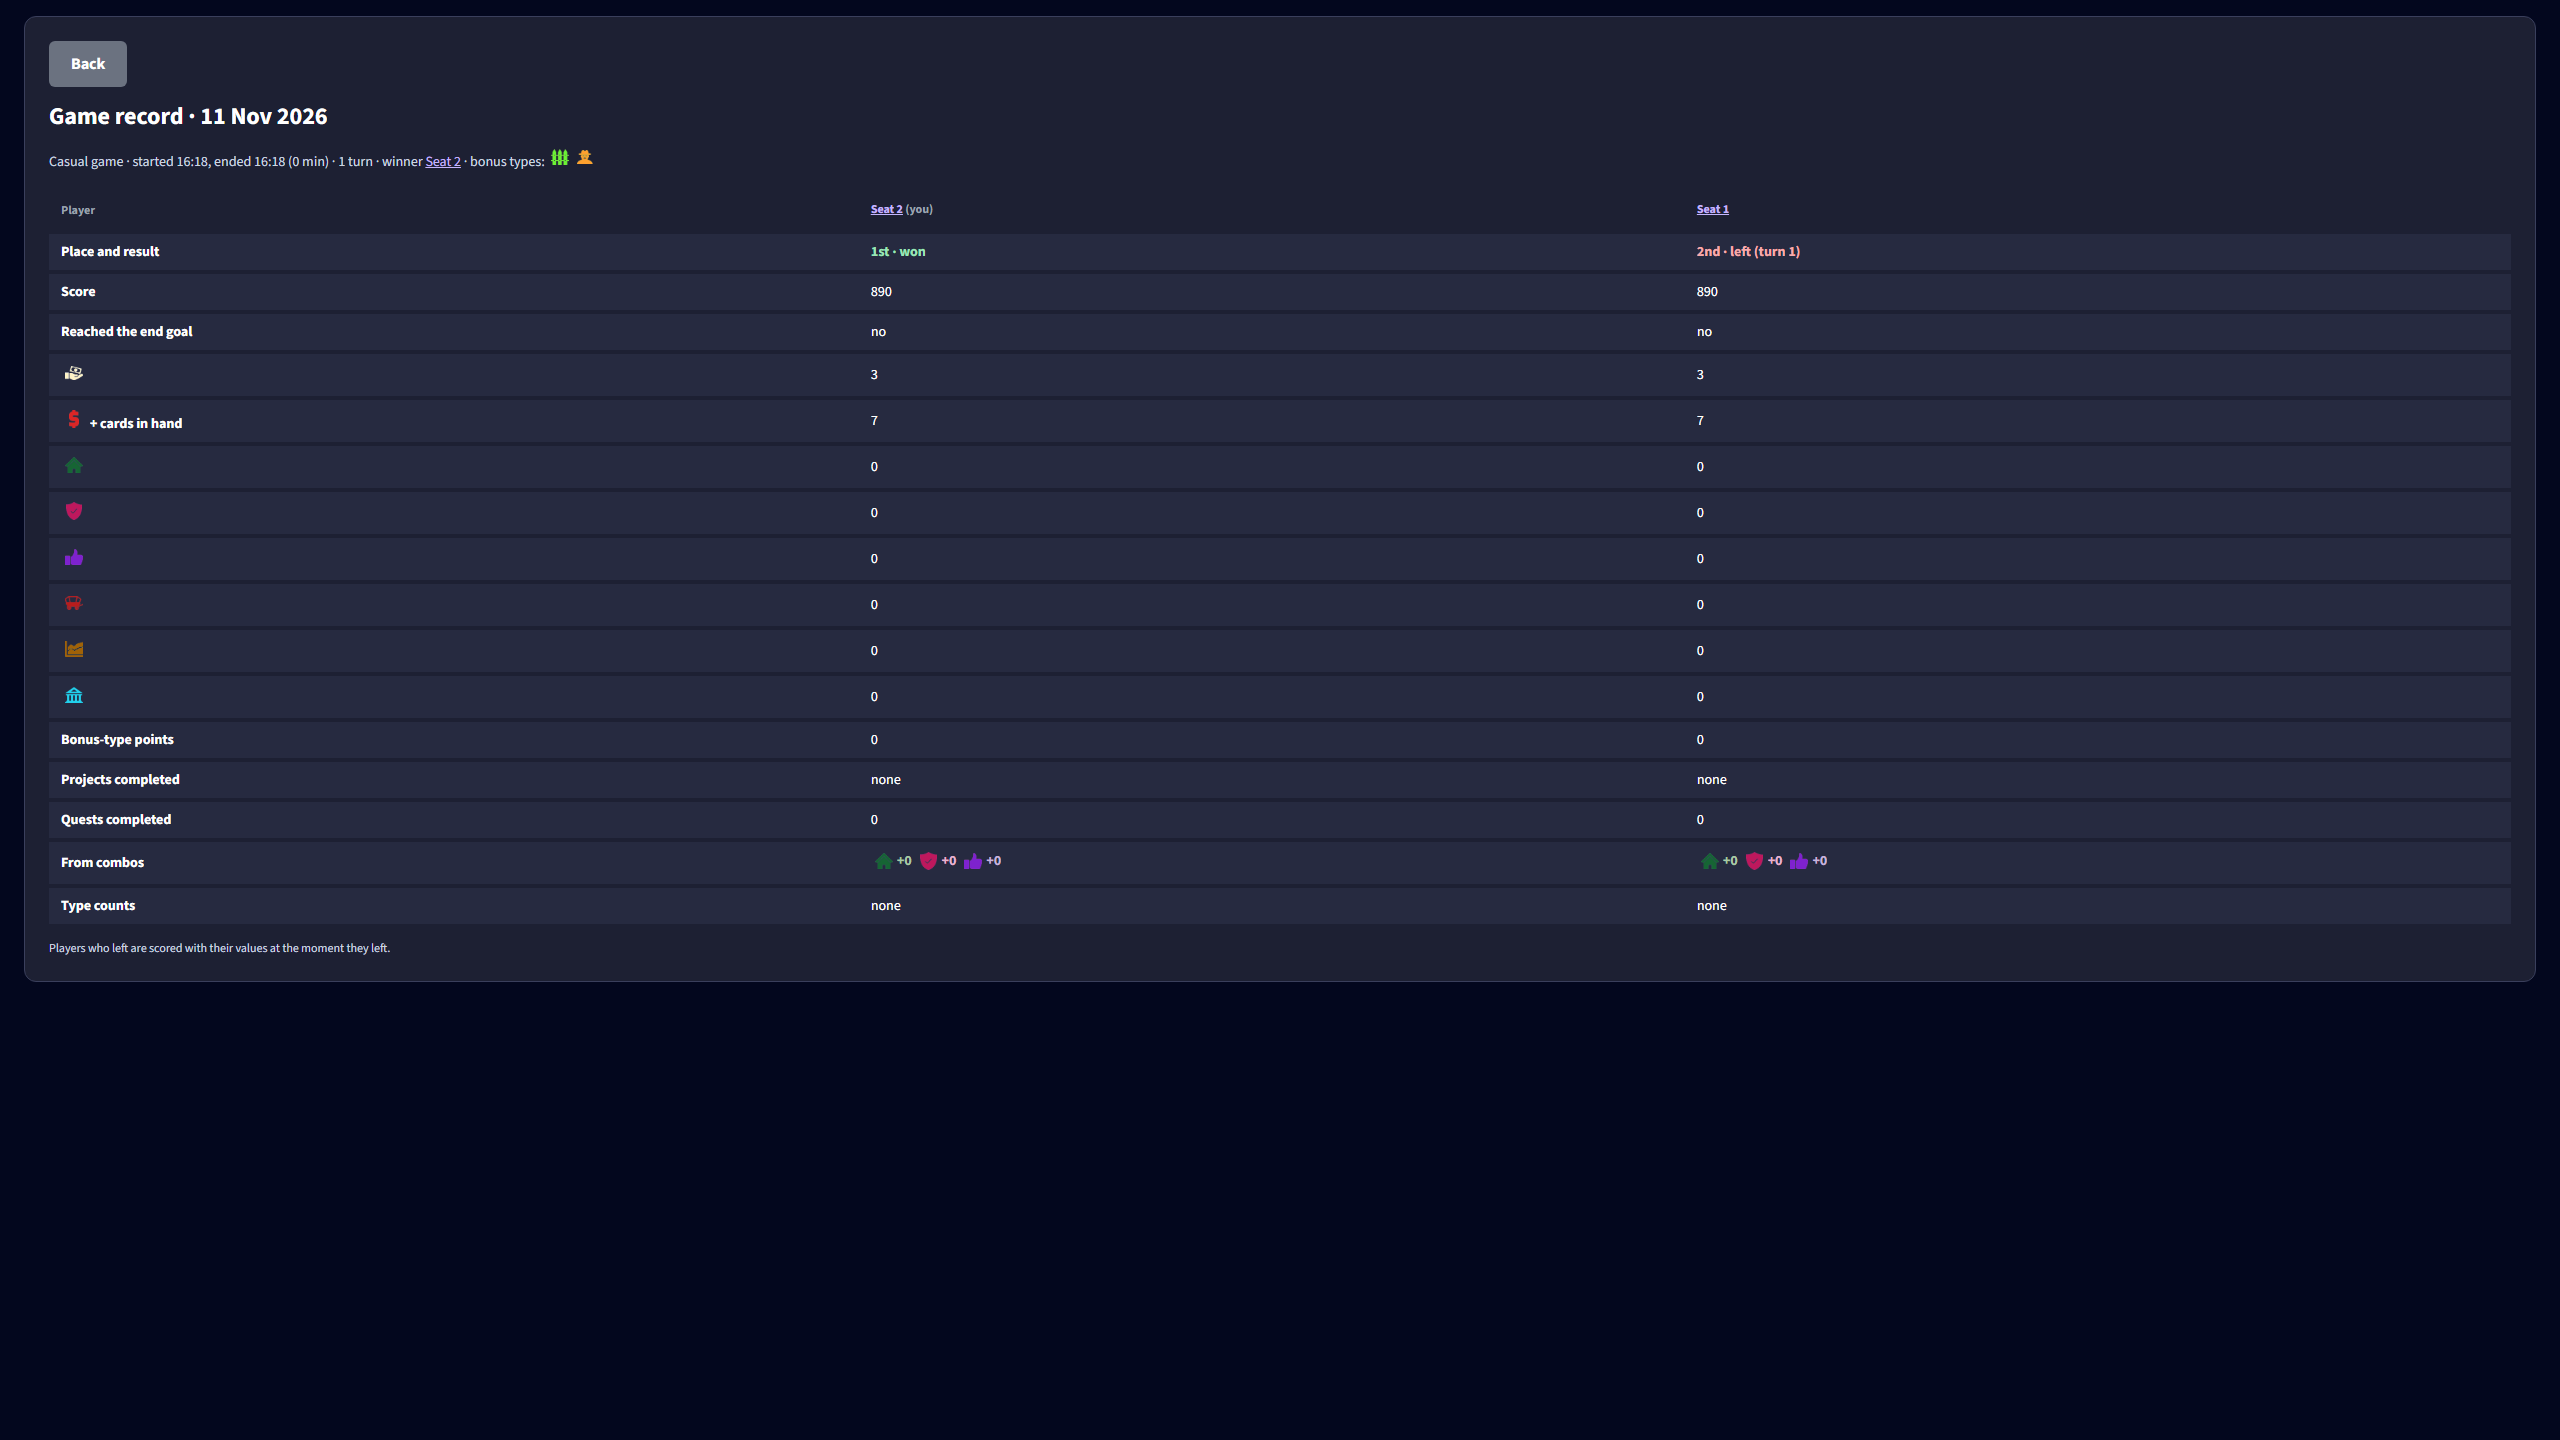 Back
Game record · 11 Nov 2026
Casual game · started 16:18, ended 16:18 (0 min) · 1 turn · winner Seat 2 · bonus types:
Player Seat 2 (you) Seat 1
Place and result 1st · won 2nd · left (turn 1)
Score 890 890
Reached the end goal no no
3 3
+ cards in hand 7 7
0 0
0 0
0 0
0 0
0 0
0 0
Bonus-type points 0 0
Projects completed none none
Quests completed 0 0
From combos +0 +0 +0 +0 +0 +0
Type counts none none
Players who left are scored with their values at the moment they left.